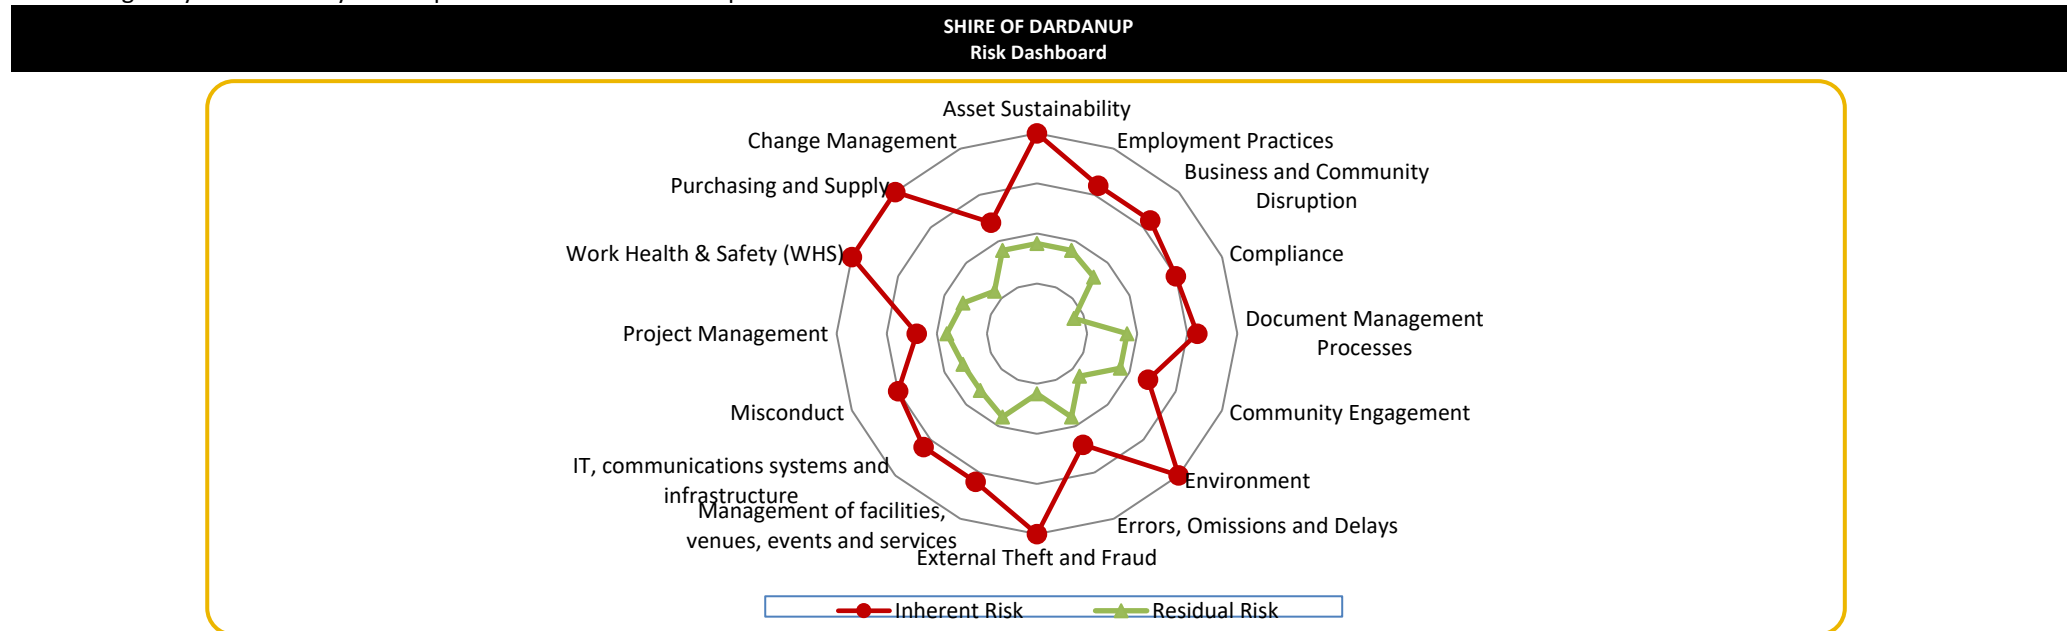 SHIRE OF DARDANUP
Risk Dashboard
Asset Sustainability
Employment Practices
Business and Community
Disruption
Compliance
Document Management
Processes
Community Engagement
Environment
Errors, Omissions and Delays
External Theft and Fraud
Management of facilities,
venues, events and services
IT, communications systems and
infrastructure
Misconduct
Project Management
Work Health & Safety (WHS)
Purchasing and Supply
Change Management
Inherent Risk
Residual Risk